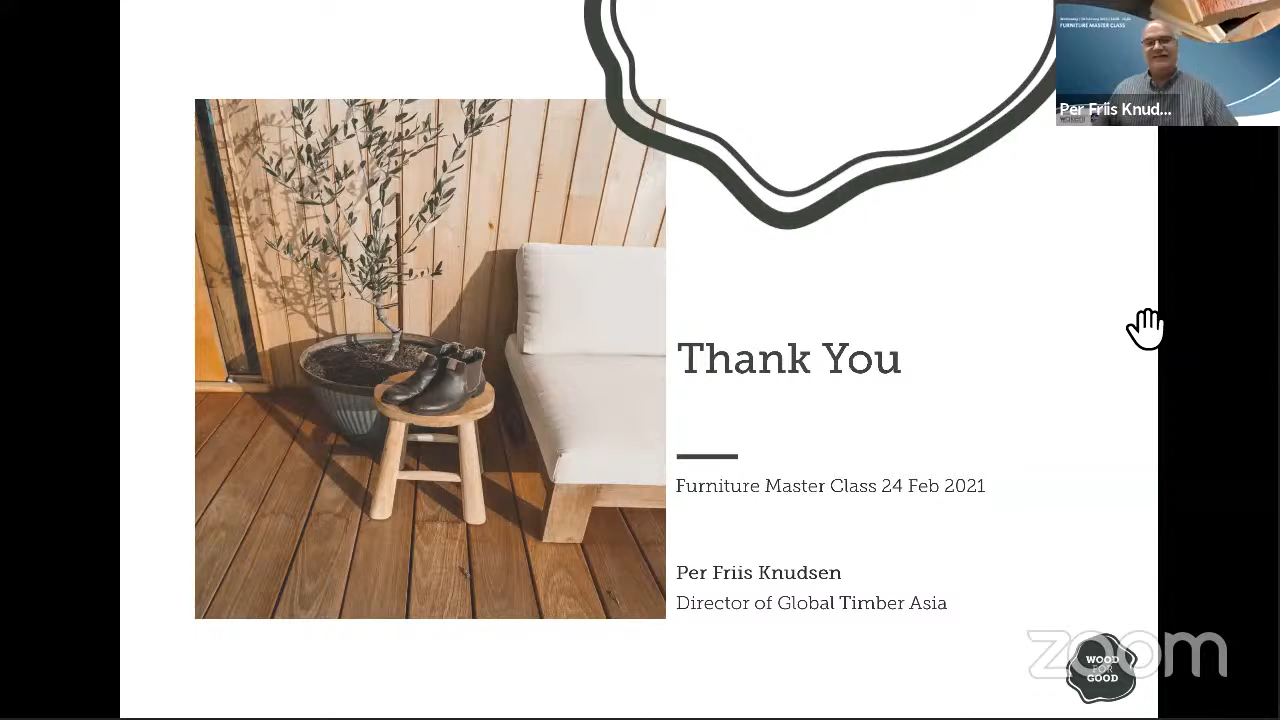 FURNITURE MASTER CLASS
Per Friis Knud...
Thank You
Furniture Master Class 24 Feb 2021
Per Friis Knudsen
Director of Global Timber Asia
zoom
WOOD
FOR
GOOD